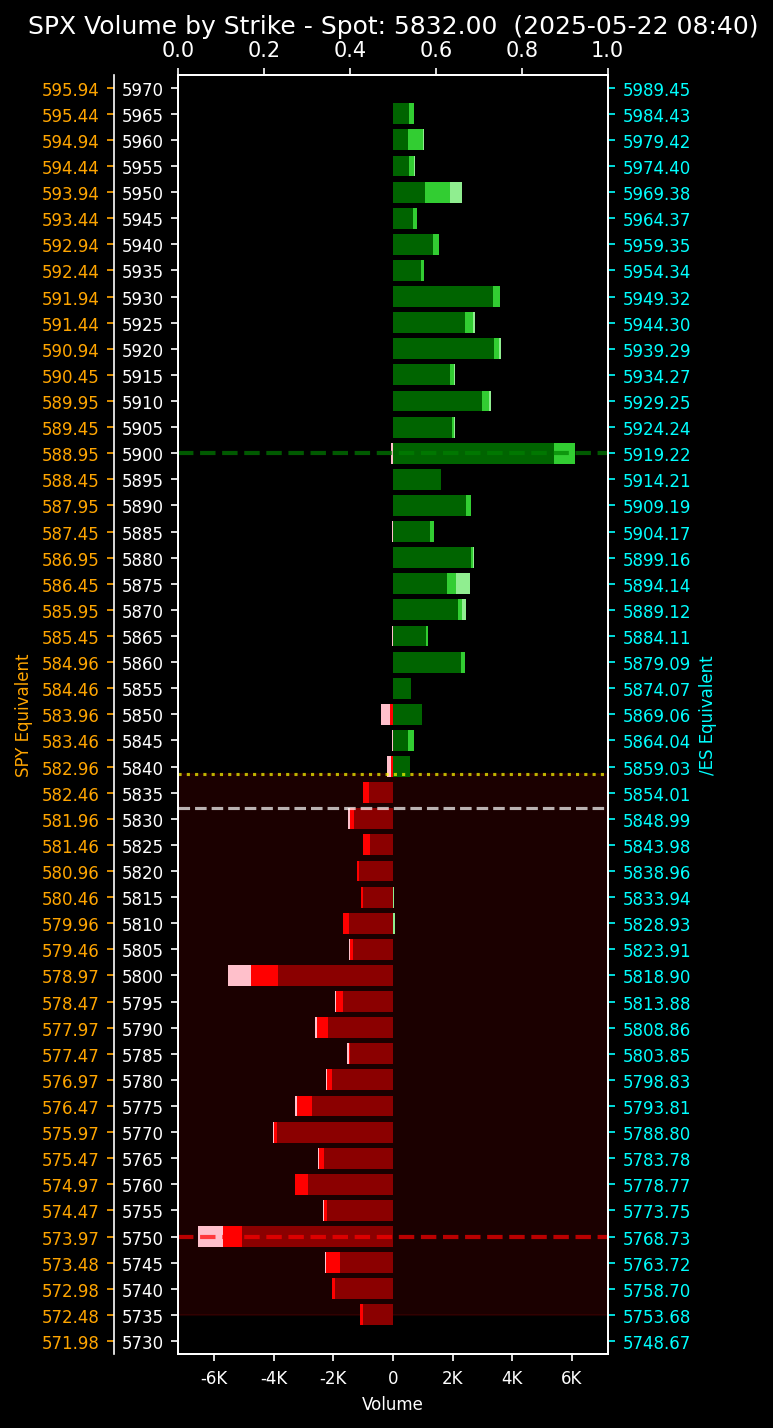 SPX Volume by Strike - Spot: 5832.00  (2025-05-22 08:40)
0.0 0.2 0.4 0.6 0.8 1.0
595.94 5970 5989.45
595.44 5965 5984.43
594.94 5960 5979.42
594.44 5955 5974.40
593.94 5950 5969.38
593.44 5945 5964.37
592.94 5940 5959.35
592.44 5935 5954.34
591.94 5930 5949.32
591.44 5925 5944.30
590.94 5920 5939.29
590.45 5915 5934.27
589.95 5910 5929.25
589.45 5905 5924.24
588.95 5900 5919.22
588.45 5895 5914.21
587.95 5890 5909.19
587.45 5885 5904.17
586.95 5880 5899.16
586.45 5875 5894.14
585.95 5870 5889.12
585.45 5865 5884.11
584.96 5860 5879.09
584.46 5855 5874.07
583.96 5850 5869.06
583.46 5845 5864.04
582.96 5840 5859.03
582.46 5835 5854.01
581.96 5830 5848.99
581.46 5825 5843.98
580.96 5820 5838.96
580.46 5815 5833.94
579.96 5810 5828.93
579.46 5805 5823.91
578.97 5800 5818.90
578.47 5795 5813.88
577.97 5790 5808.86
577.47 5785 5803.85
576.97 5780 5798.83
576.47 5775 5793.81
575.97 5770 5788.80
575.47 5765 5783.78
574.97 5760 5778.77
574.47 5755 5773.75
573.97 5750 5768.73
573.48 5745 5763.72
572.98 5740 5758.70
572.48 5735 5753.68
571.98 5730 5748.67
SPY Equivalent
/ES Equivalent
-6K -4K -2K 0 2K 4K 6K
Volume